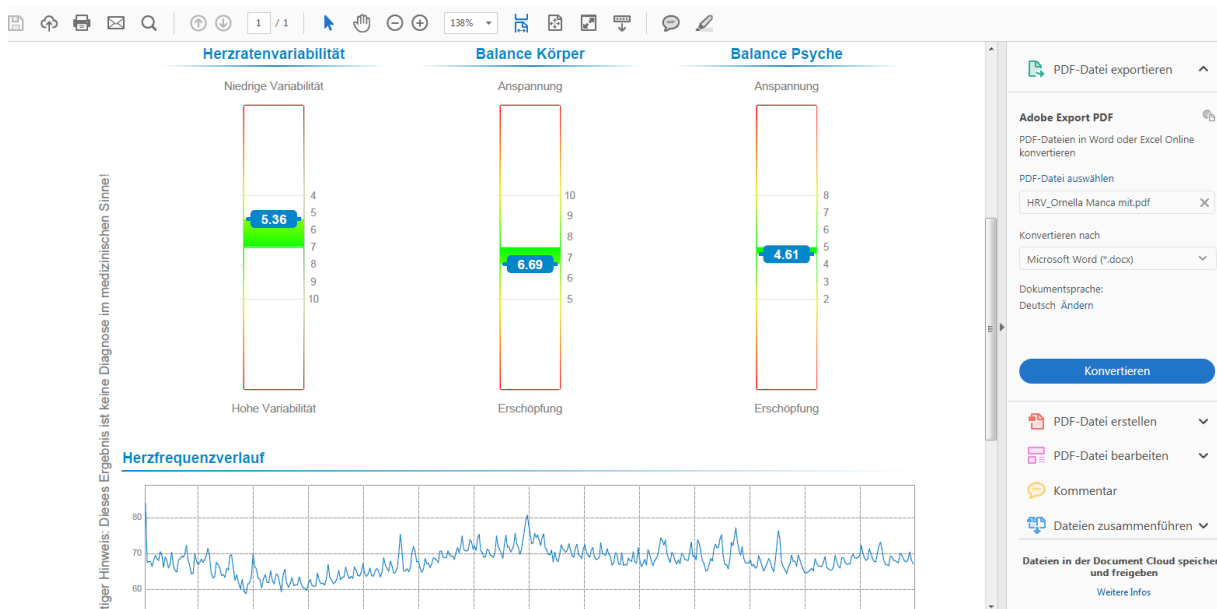 1 / 1
138%
Herzratenvariabilität
Niedrige Variabilität
4
5
5.36
6
7
8
9
10
Hohe Variabilität
Balance Körper
Anspannung
10
9
8
7
6.69
6
5
Erschöpfung
Balance Psyche
Anspannung
8
7
6
5
4.61
4
3
2
Erschöpfung
Herzfrequenzverlauf
80
70
60
Hinweis: Dieses Ergebnis ist keine Diagnose im medizinischen Sinne!
PDF-Datei exportieren
Adobe Export PDF
PDF-Dateien in Word oder Excel Online
konvertieren
PDF-Datei auswählen
HRV_Ornella Manca mit.pdf
Konvertieren nach
Microsoft Word (*.docx)
Dokumentsprache:
Deutsch Ändern
Konvertieren
PDF-Datei erstellen
PDF-Datei bearbeiten
Kommentar
Dateien zusammenführen
Dateien in der Document Cloud speicher
und freigeben
Weitere Infos